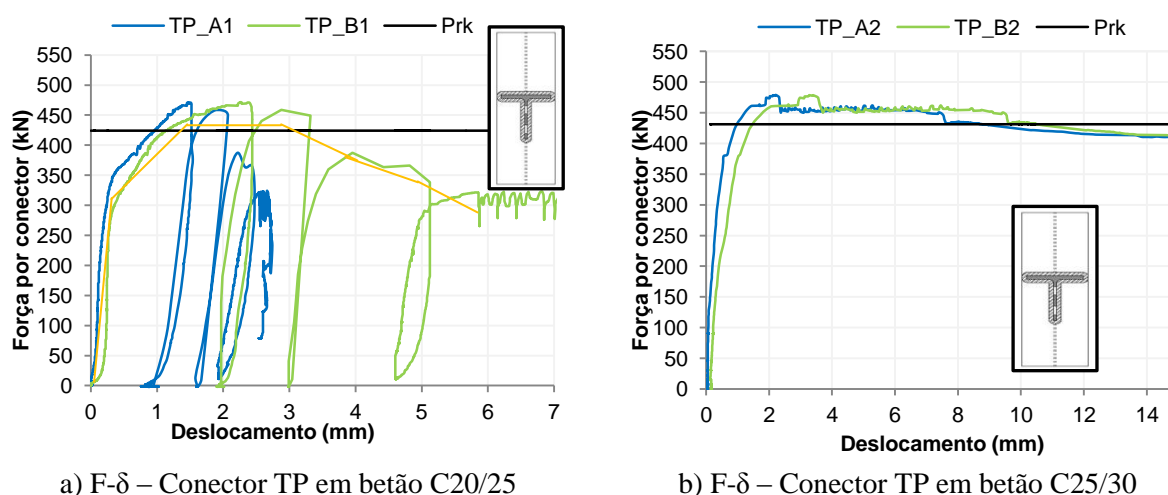 TP_A1 TP_B1 Prk
550
500
450
400
350
300
250
200
150
100
50
0
Força por conector (kN)
0 1 2 3 4 5 6 7
Deslocamento (mm)
a) F-δ – Conector TP em betão C20/25
TP_A2 TP_B2 Prk
550
500
450
400
350
300
250
200
150
100
50
0
Força por conector (kN)
0 2 4 6 8 10 12 14
Deslocamento (mm)
b) F-δ – Conector TP em betão C25/30